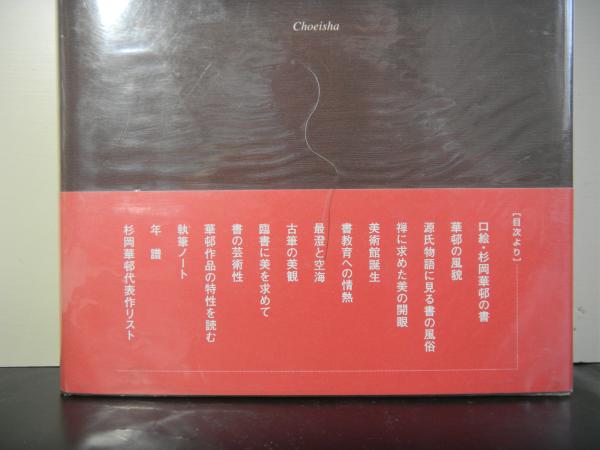 Choeisha
[目次より]
口絵・杉岡華邨の書
華邨の風貌
源氏物語に見る書の風俗
禅に求めた美の開眼
美術館誕生
書教育への情熱
最澄と空海
古筆の美観
臨書に美を求めて
書の芸術性
華邨作品の特性を読む
執筆ノート
年譜
杉岡華邨代表作リスト